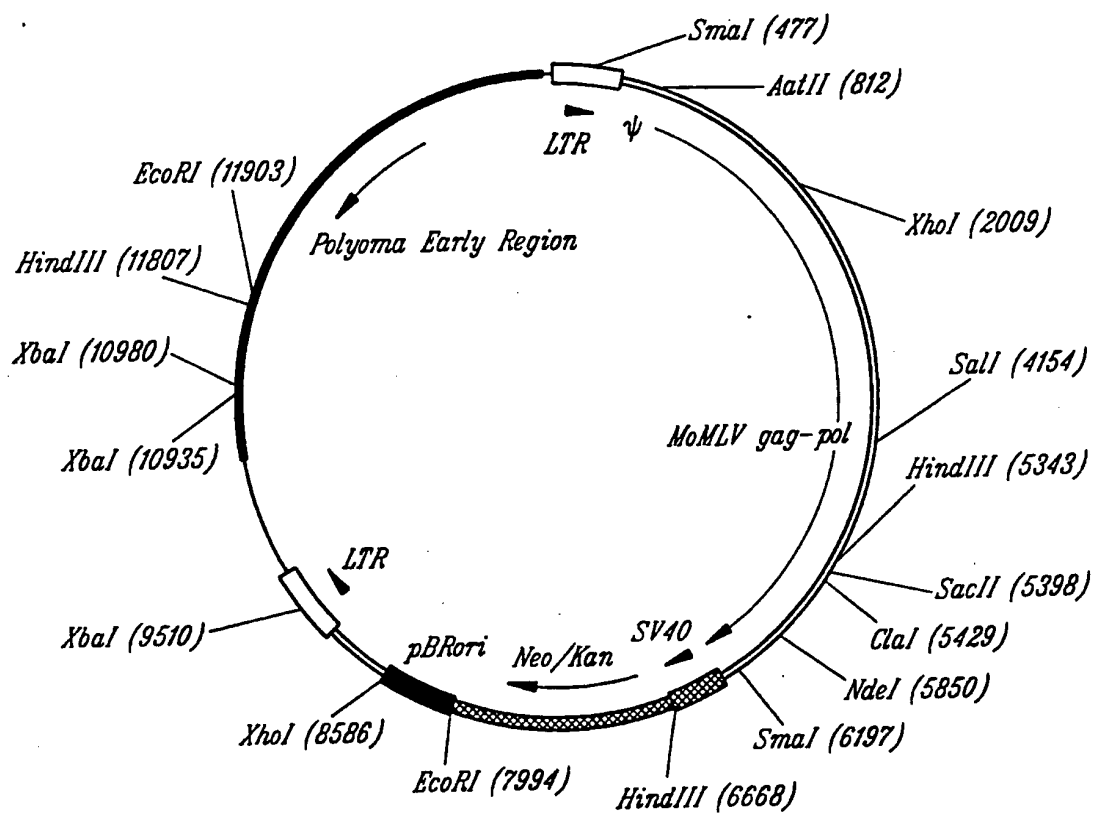 SmaI (477)
AatII (812)
LTR
ψ
EcoRI (11903)
XhoI (2009)
Polyoma Early Region
HindIII (11807)
XbaI (10980)
SalI (4154)
MoMLV gag-pol
XbaI (10935)
HindIII (5343)
LTR
SacII (5398)
XbaI (9510)
SV40
ClaI (5429)
pBRori
Neo/Kan
NdeI (5850)
XhoI (8586)
SmaI (6197)
EcoRI (7994)
HindIII (6668)